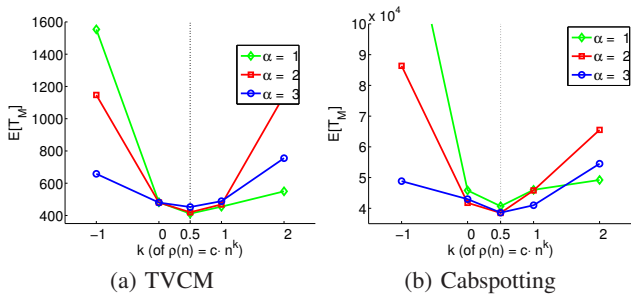 1600
1400
1200
1000
800
600
400
E[T_M]
α = 1
α = 2
α = 3
−1 0 0.5 1 2
k (of ρ(n) = c· n^k)
(a) TVCM
x 10^4
10
9
8
7
6
5
4
E[T_M]
α = 1
α = 2
α = 3
−1 0 0.5 1 2
k (of ρ(n) = c· n^k)
(b) Cabspotting